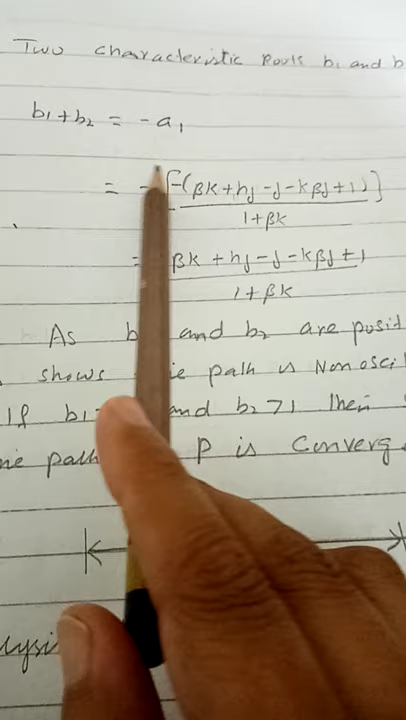 Two characteristic Roots b₁ and b
b₁+b₂ = -a₁
= - [-(βk+hj-j-kβj+1)]
1+βk
= βk + hj-j-kβj+1
1+βk
As b and b₂ are posit
shows path is Non osci
If b₁ and b₂ >1 then
path P is Converg
lysi